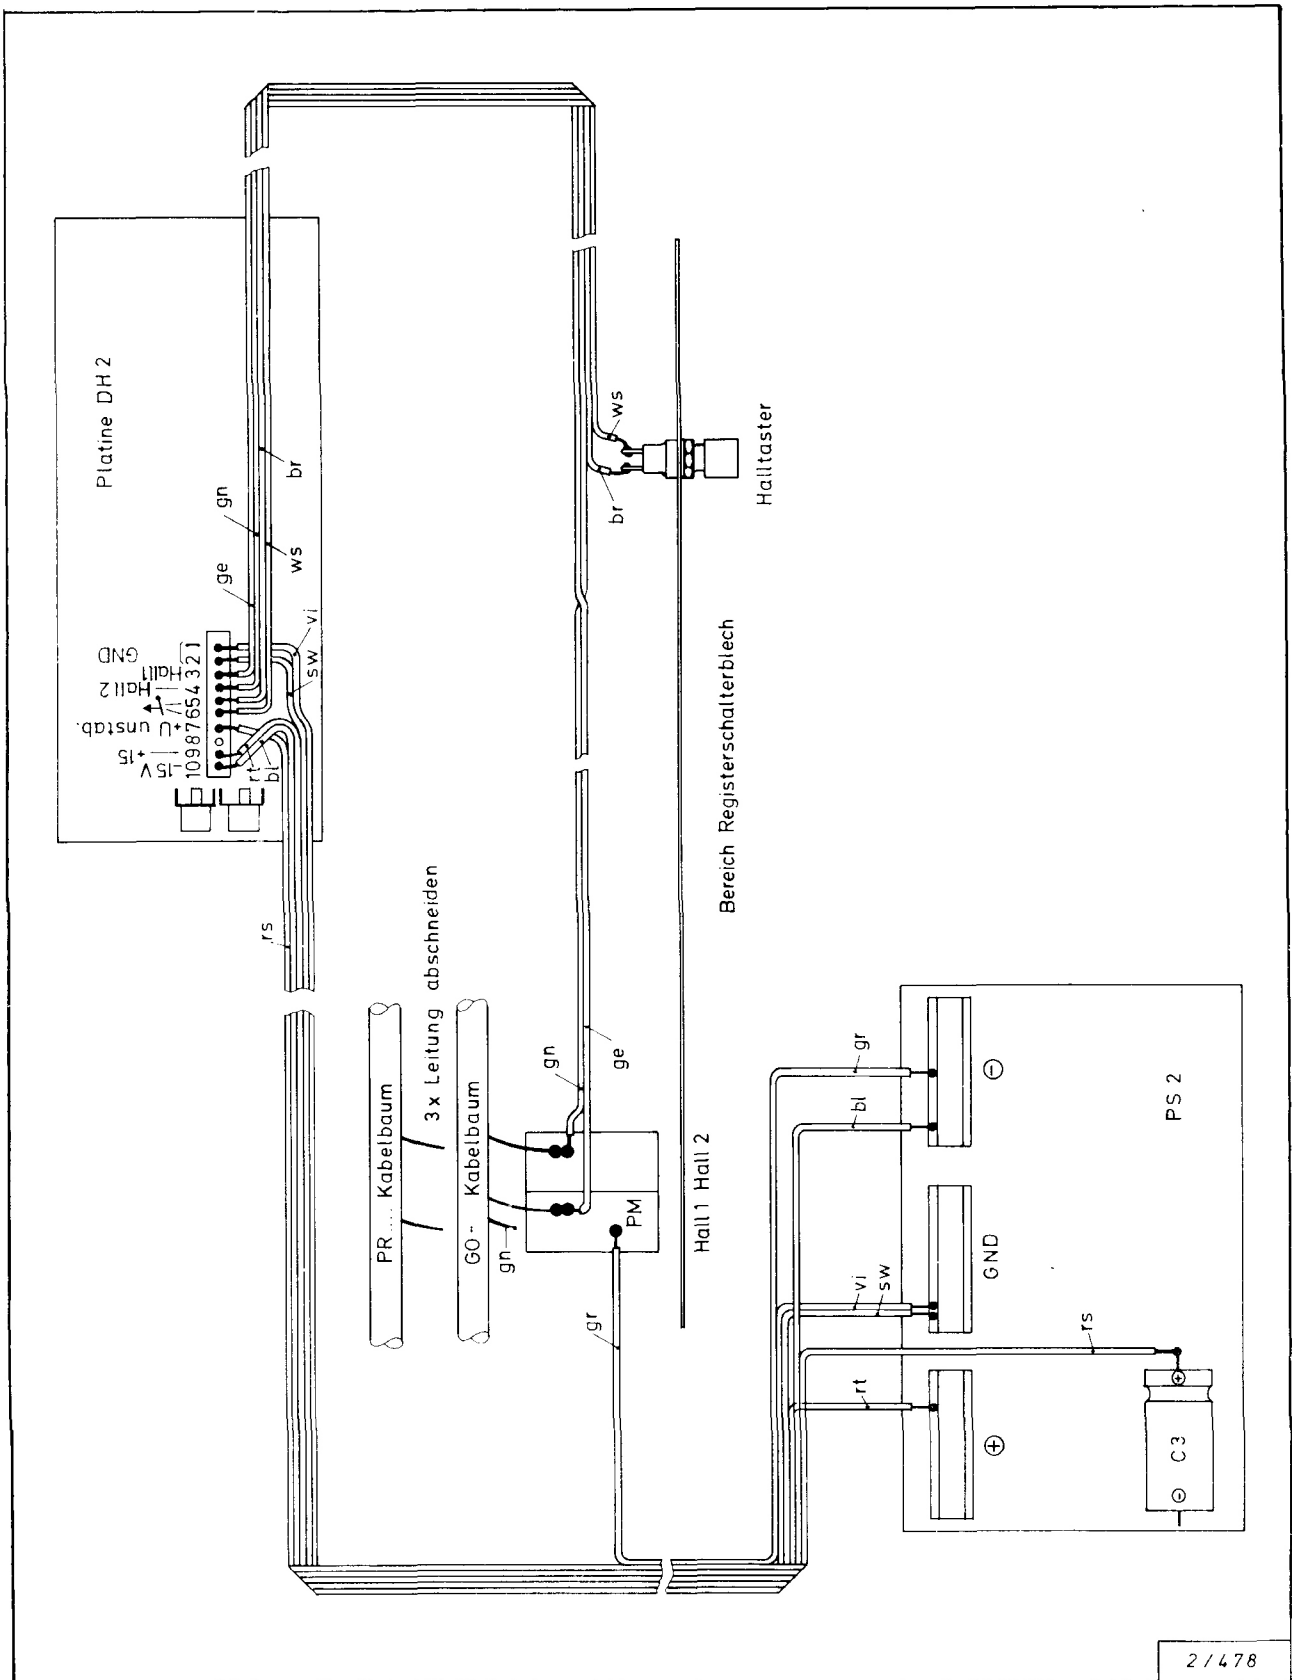 Platine DH 2
br
gn
ws
ge
vi
sw
GND
Hall1
Hall 2
+U unstab.
+15
-15 V
10 9 8 7 6 5 4 3 2 1
rt
bl
rs
ws
br
Halltaster
Bereich Registerschalterblech
3 x Leitung abschneiden
PR.... Kabelbaum
GO- Kabelbaum
gn
gn
ge
PM
Hall 1 Hall 2
gr
gr
bl
⊖
PS 2
vi
sw
GND
rs
rt
⊕
⊕
C 3
⊖
2 / 478